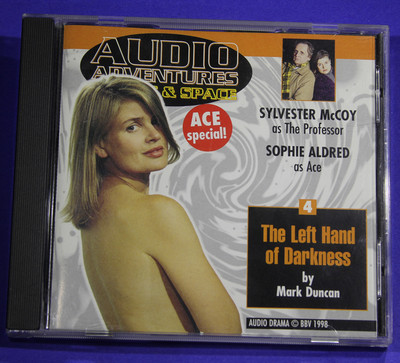 AUDIO
ADVENTURES
& SPACE
ACE
special!
SYLVESTER McCOY
as The Professor
SOPHIE ALDRED
as Ace
4
The Left Hand
of Darkness
by
Mark Duncan
AUDIO DRAMA © BBV 1998